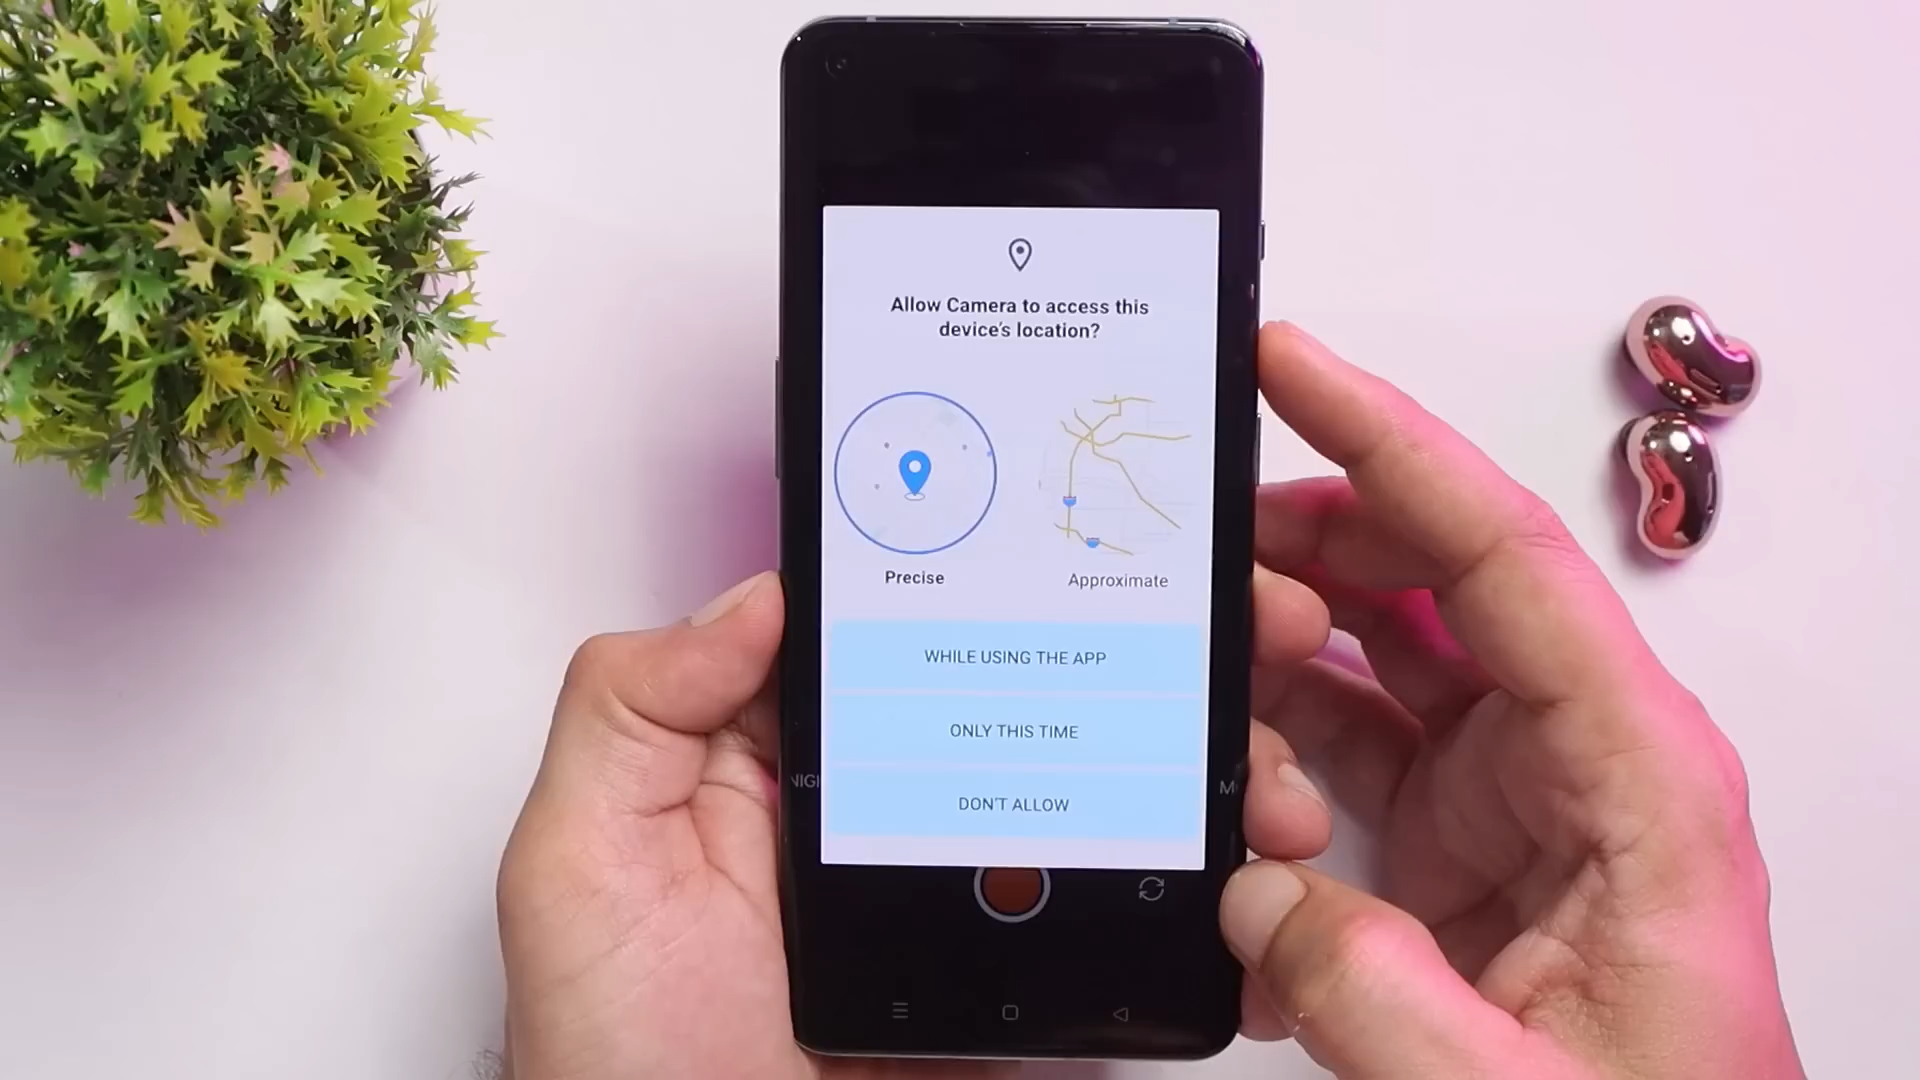 Allow Camera to access this
device's location?
Precise
Approximate
WHILE USING THE APP
ONLY THIS TIME
DON'T ALLOW